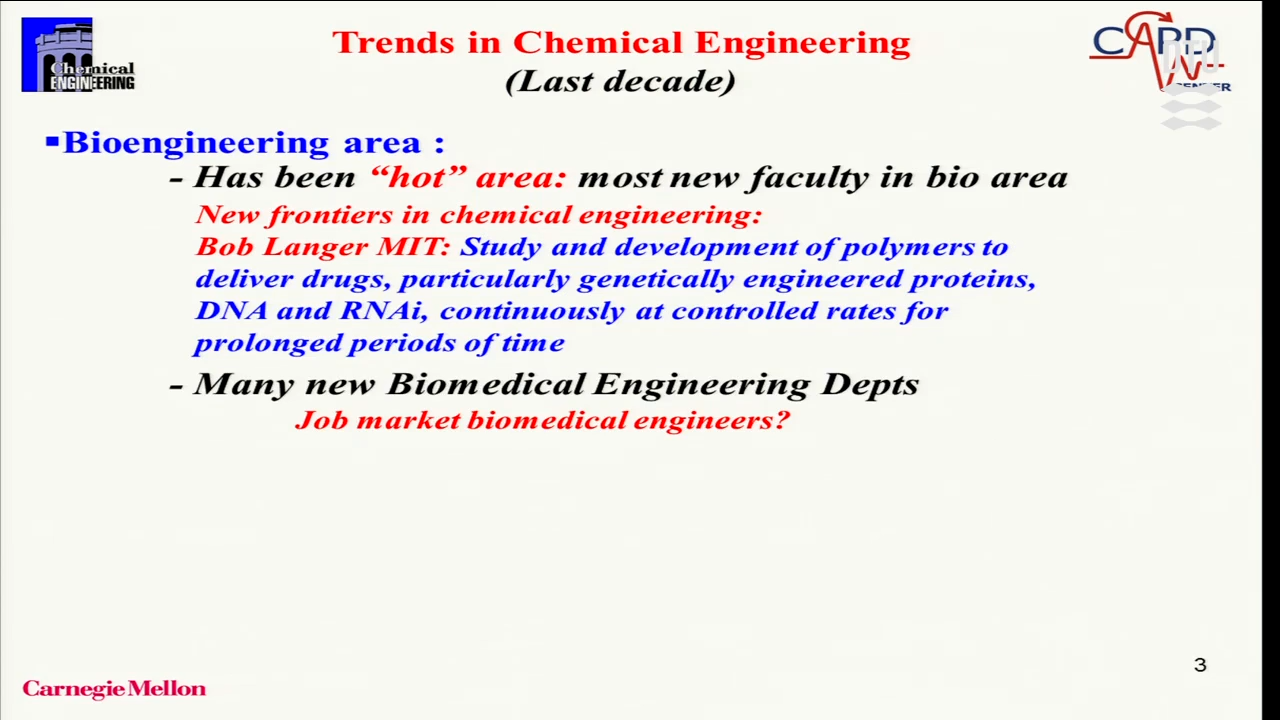 Chemical
ENGINEERING
Trends in Chemical Engineering
(Last decade)
CAPD
CENTER
DTU
▪Bioengineering area :
- Has been “hot” area: most new faculty in bio area
New frontiers in chemical engineering:
Bob Langer MIT: Study and development of polymers to
deliver drugs, particularly genetically engineered proteins,
DNA and RNAi, continuously at controlled rates for
prolonged periods of time
- Many new Biomedical Engineering Depts
Job market biomedical engineers?
3
Carnegie Mellon